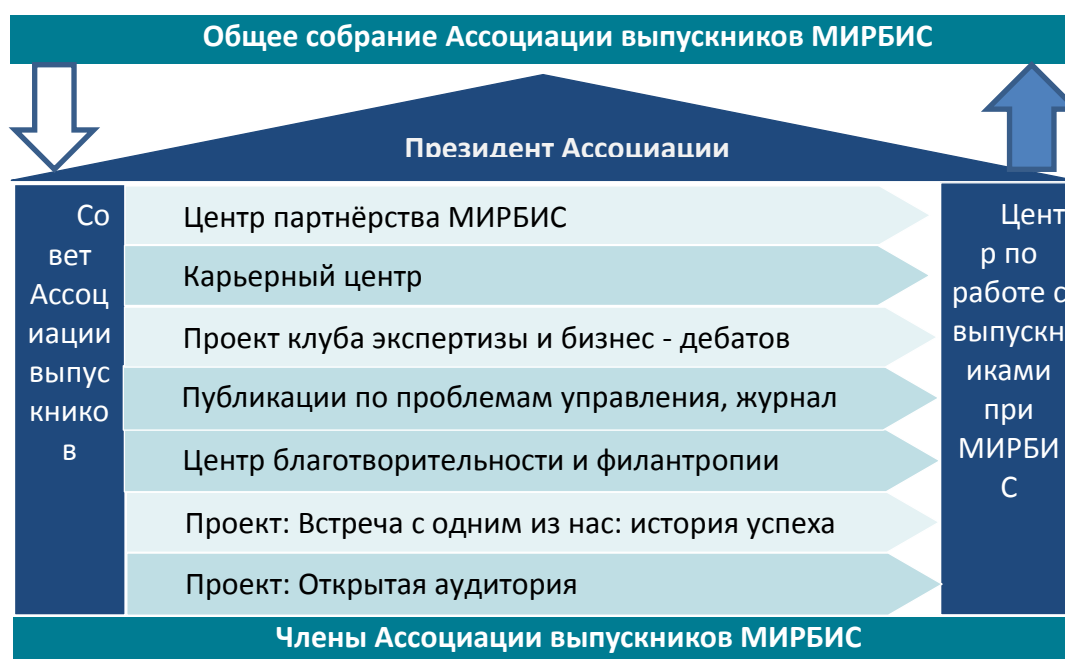 Общее собрание Ассоциации выпускников МИРБИС
Президент Ассоциации
Со
вет
Ассоц
иации
выпус
книко
в
Центр партнёрства МИРБИС
Карьерный центр
Проект клуба экспертизы и бизнес - дебатов
Публикации по проблемам управления, журнал
Центр благотворительности и филантропии
Проект: Встреча с одним из нас: история успеха
Проект: Открытая аудитория
Цент
р по
работе с
выпускн
иками
при
МИРБИ
С
Члены Ассоциации выпускников МИРБИС